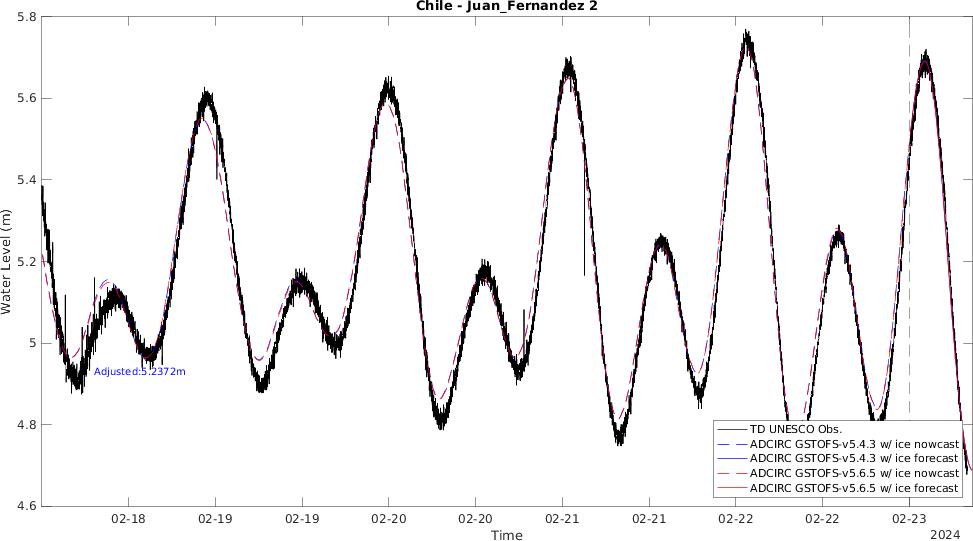 Chile - Juan_Fernandez 2
5.8
5.6
5.4
5.2
5
4.8
4.6
Water Level (m)
Adjusted:5.2372m
TD UNESCO Obs.
ADCIRC GSTOFS-v5.4.3 w/ ice nowcast
ADCIRC GSTOFS-v5.4.3 w/ ice forecast
ADCIRC GSTOFS-v5.6.5 w/ ice nowcast
ADCIRC GSTOFS-v5.6.5 w/ ice forecast
02-18 02-19 02-19 02-20 02-20 02-21 02-21 02-22 02-22 02-23
Time
2024